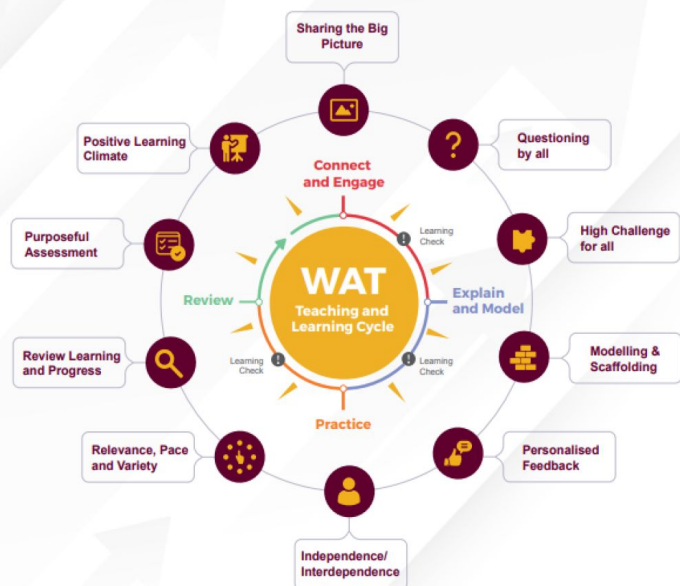 Sharing the Big
Picture
Questioning
by all
High Challenge
for all
Modelling &
Scaffolding
Personalised
Feedback
Independence/
Interdependence
Relevance, Pace
and Variety
Review Learning
and Progress
Purposeful
Assessment
Positive Learning
Climate
Connect
and Engage
Learning
Check
Explain
and Model
Learning
Check
Practice
Learning
Check
Review
WAT
Teaching and
Learning Cycle